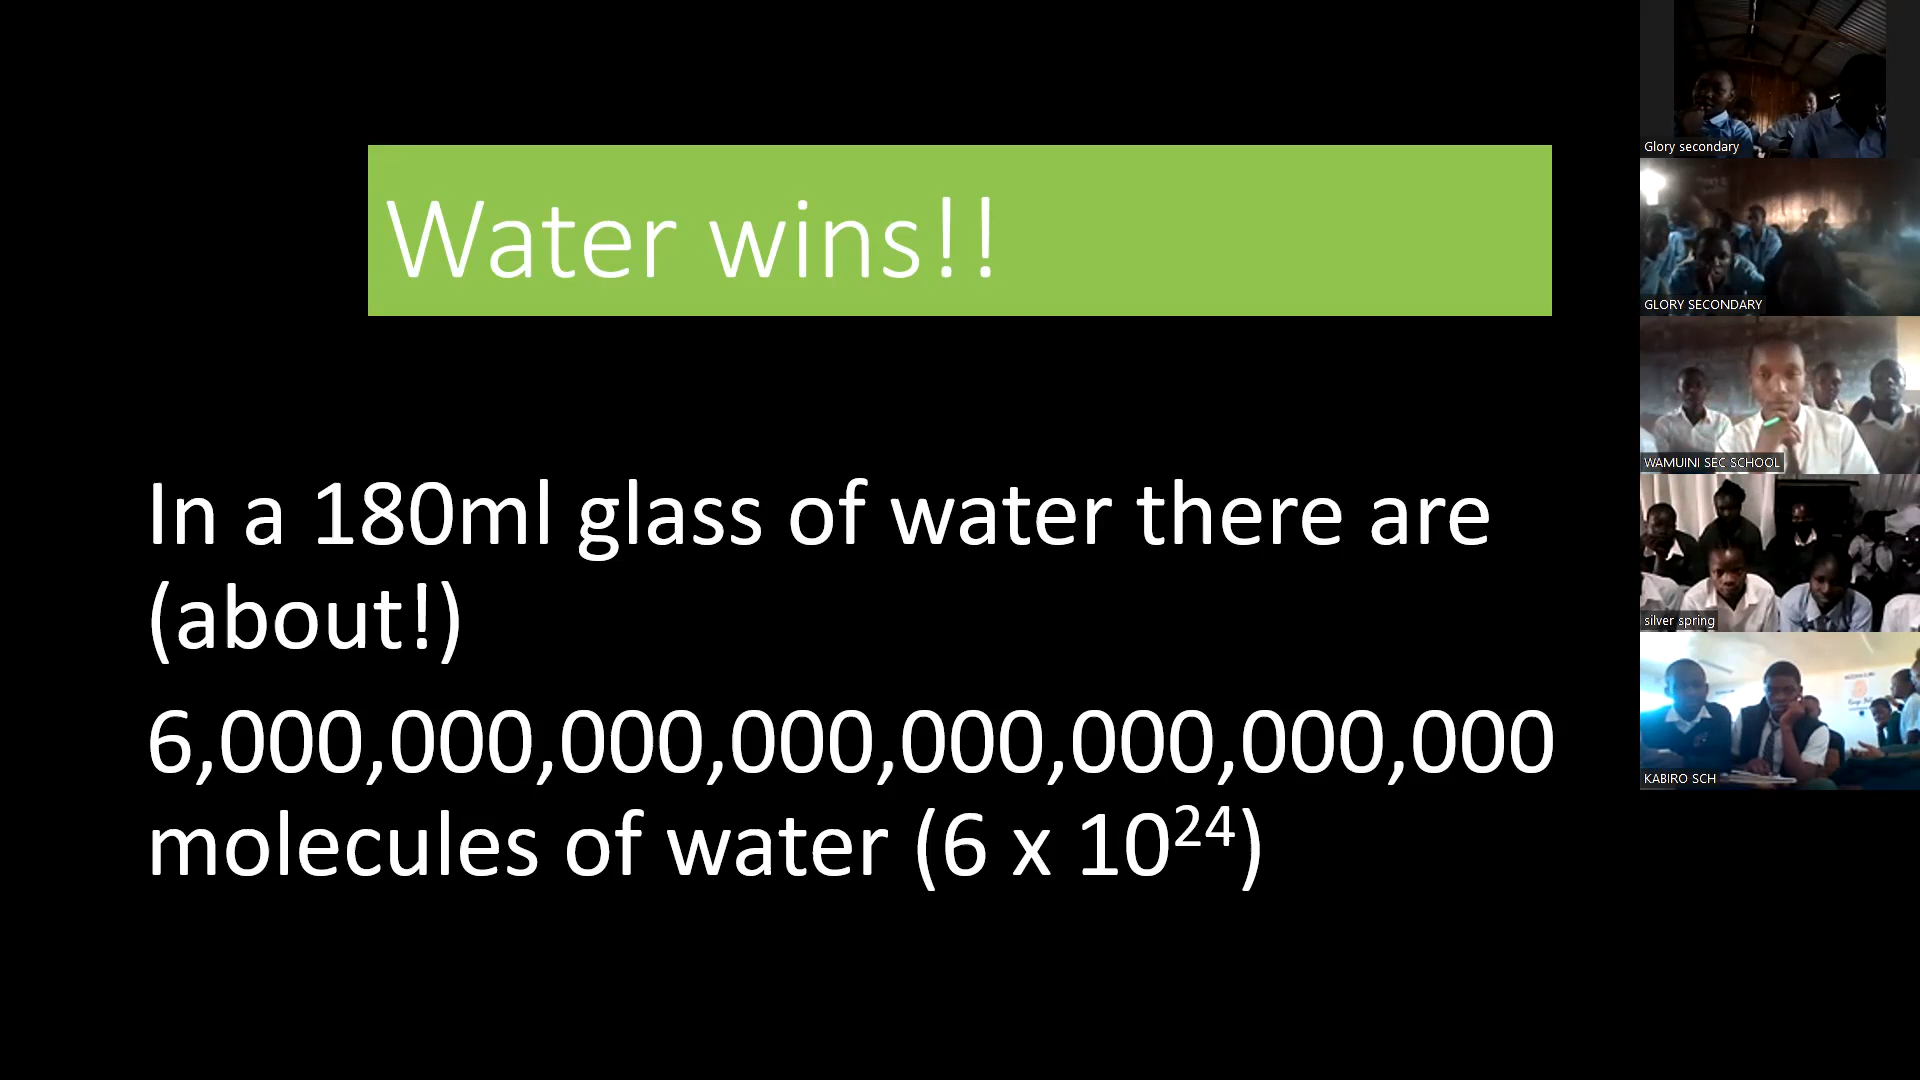 Water wins!!
In a 180ml glass of water there are
(about!)
6,000,000,000,000,000,000,000,000
molecules of water (6 x 10²⁴)
Glory secondary
GLORY SECONDARY
WAMUINI SEC SCHOOL
silver spring
KABIRO SCH